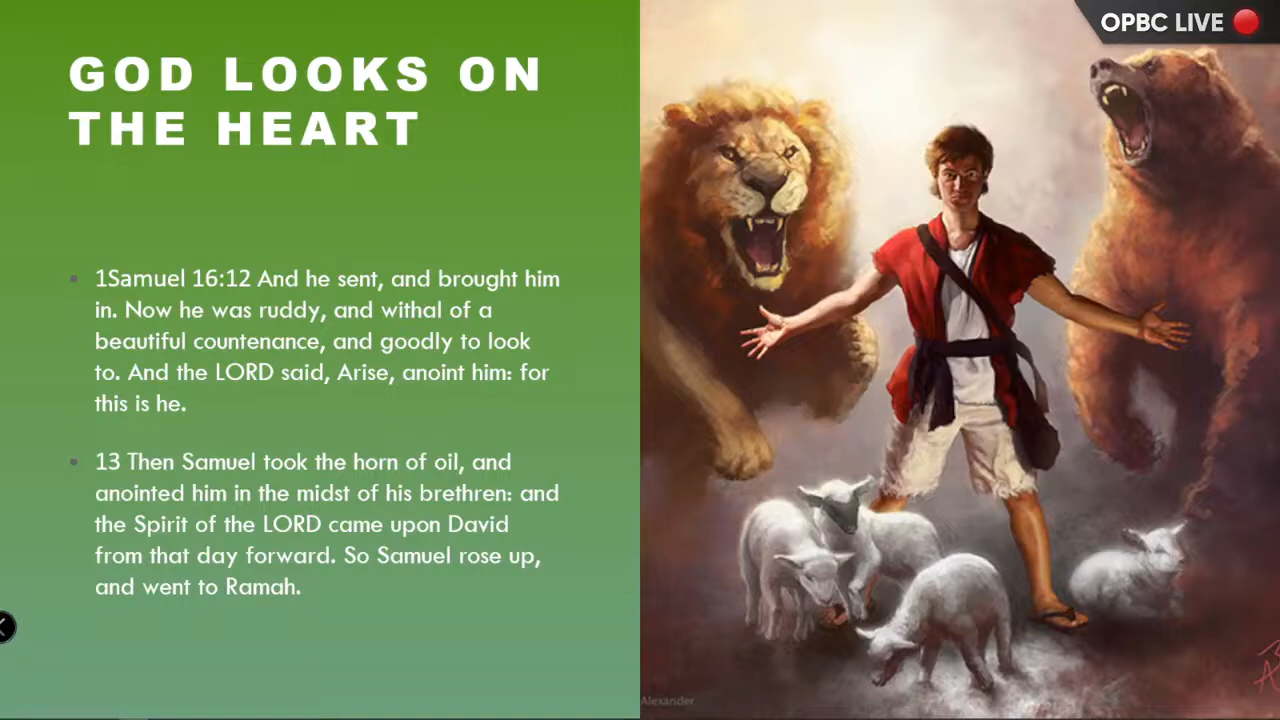 OPBC LIVE
GOD LOOKS ON
THE HEART
1Samuel 16:12 And he sent, and brought him
in. Now he was ruddy, and withal of a
beautiful countenance, and goodly to look
to. And the LORD said, Arise, anoint him: for
this is he.
13 Then Samuel took the horn of oil, and
anointed him in the midst of his brethren: and
the Spirit of the LORD came upon David
from that day forward. So Samuel rose up,
and went to Ramah.
Alexander